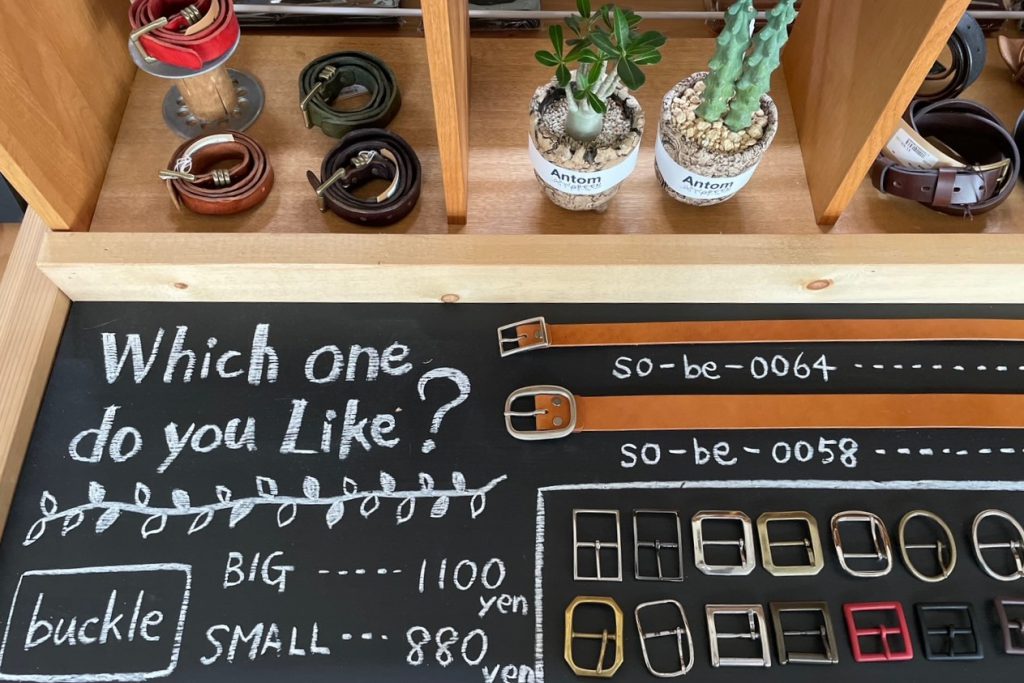 Antom
Antom
Which one
do you Like?
so-be-0064 ----------
so-be-0058 ---------
buckle
BIG ----- 1100
yen
SMALL --- 880
yen